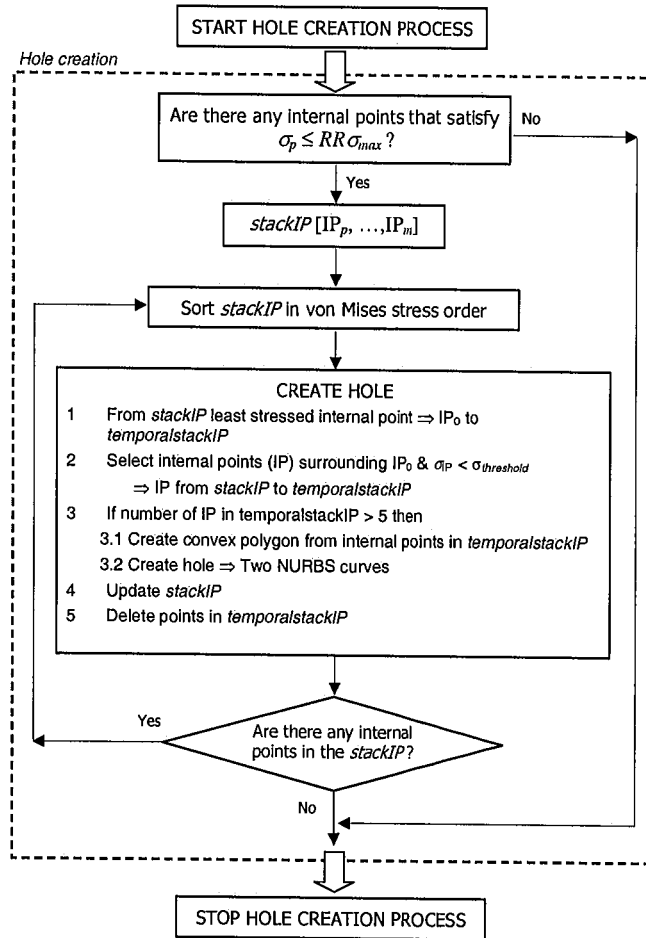 START HOLE CREATION PROCESS
Hole creation
Are there any internal points that satisfy
σp ≤ RR σmax ?
No
Yes
stackIP [IPp, …,IPm]
Sort stackIP in von Mises stress order
CREATE HOLE
1 From stackIP least stressed internal point ⇒ IP0 to
temporalstackIP
2 Select internal points (IP) surrounding IP0 & σIP < σthreshold
⇒ IP from stackIP to temporalstackIP
3 If number of IP in temporalstackIP > 5 then
3.1 Create convex polygon from internal points in temporalstackIP
3.2 Create hole ⇒ Two NURBS curves
4 Update stackIP
5 Delete points in temporalstackIP
Yes
Are there any internal
points in the stackIP?
No
STOP HOLE CREATION PROCESS